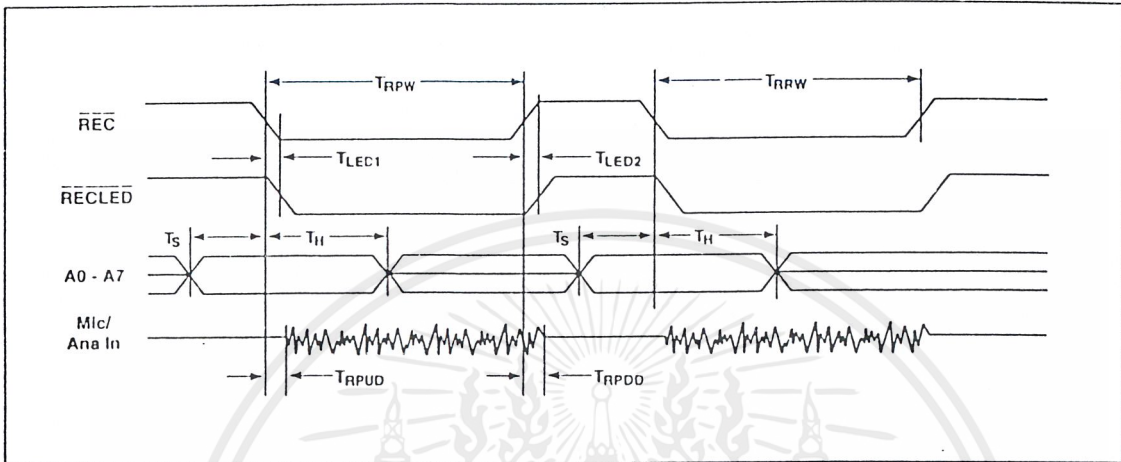 TRPW TRRW
REC
TLED1 TLED2
RECLED
TS TH TS TH
A0 - A7
Mic/
Ana In
TRPUD TRPDD